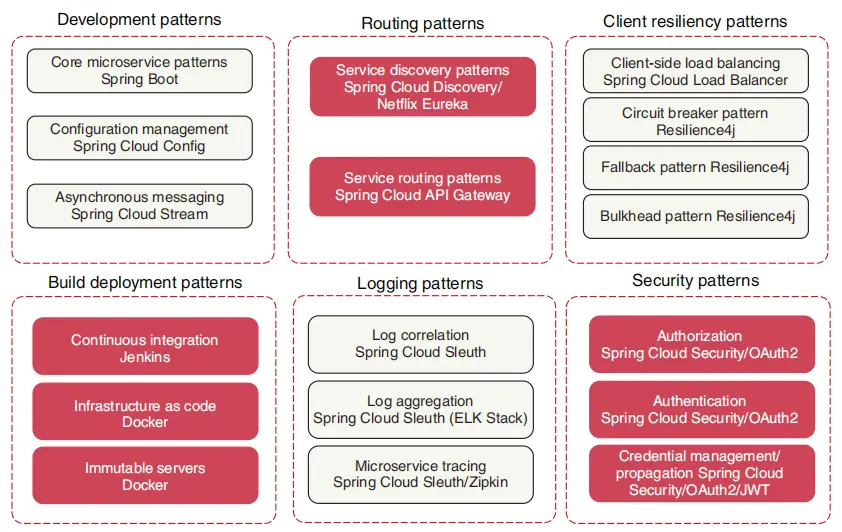 Development patterns
Core microservice patterns
Spring Boot
Configuration management
Spring Cloud Config
Asynchronous messaging
Spring Cloud Stream
Routing patterns
Service discovery patterns
Spring Cloud Discovery/
Netflix Eureka
Service routing patterns
Spring Cloud API Gateway
Client resiliency patterns
Client-side load balancing
Spring Cloud Load Balancer
Circuit breaker pattern
Resilience4j
Fallback pattern Resilience4j
Bulkhead pattern Resilience4j
Build deployment patterns
Continuous integration
Jenkins
Infrastructure as code
Docker
Immutable servers
Docker
Logging patterns
Log correlation
Spring Cloud Sleuth
Log aggregation
Spring Cloud Sleuth (ELK Stack)
Microservice tracing
Spring Cloud Sleuth/Zipkin
Security patterns
Authorization
Spring Cloud Security/OAuth2
Authentication
Spring Cloud Security/OAuth2
Credential management/
propagation Spring Cloud
Security/OAuth2/JWT